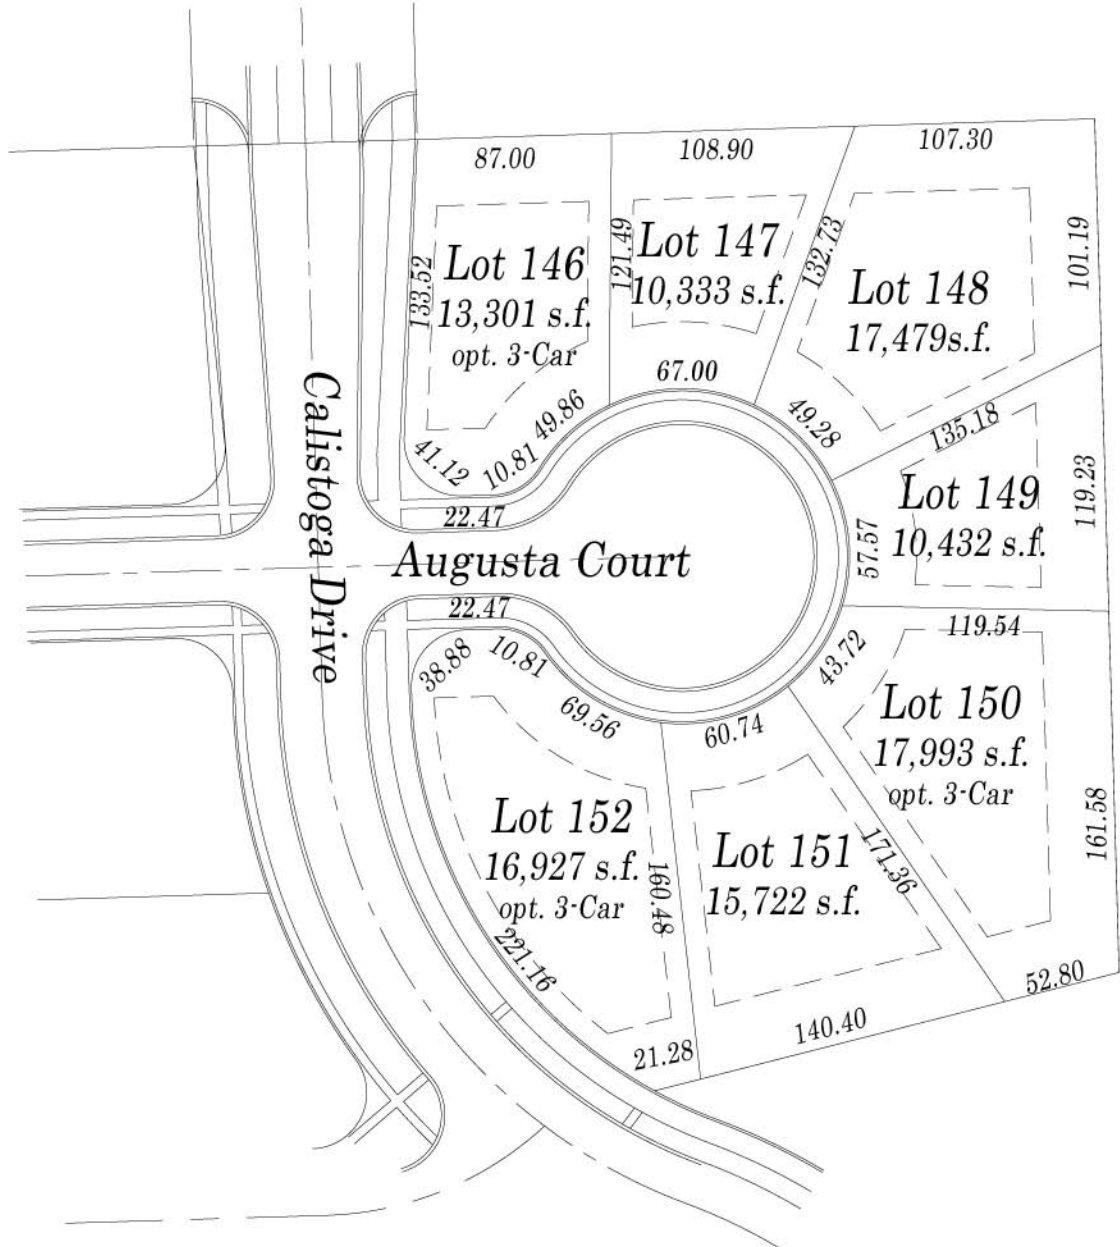 87.00
108.90
107.30
133.52
Lot 146
13,301 s.f.
opt. 3-Car
121.49
Lot 147
10,333 s.f.
132.73
Lot 148
17,479s.f.
101.19
67.00
49.86
49.28
41.12
10.81
22.47
135.18
Lot 149
10,432 s.f.
119.23
57.57
Calistoga Drive
Augusta Court
22.47
38.88
10.81
69.56
60.74
43.72
119.54
Lot 150
17,993 s.f.
opt. 3-Car
161.58
Lot 152
16,927 s.f.
opt. 3-Car
160.48
Lot 151
15,722 s.f.
171.36
221.16
21.28
140.40
52.80